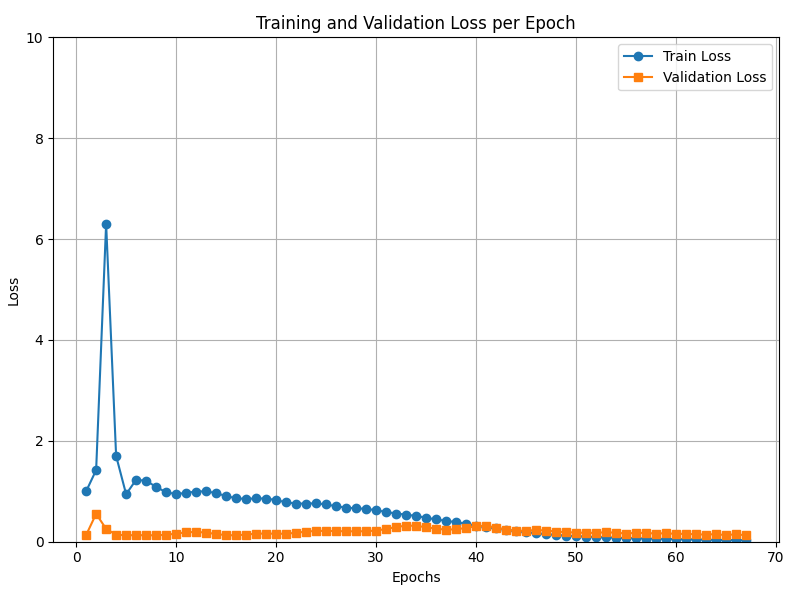 Training and Validation Loss per Epoch
Train Loss
Validation Loss
10
8
6
4
2
0
Loss
0 10 20 30 40 50 60 70
Epochs